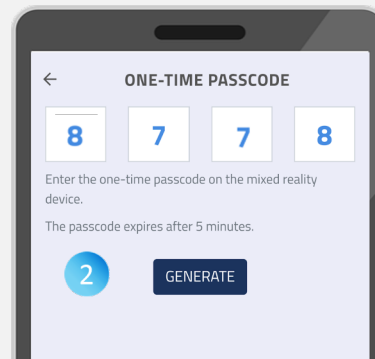 ONE-TIME PASSCODE
8 7 7 8
Enter the one-time passcode on the mixed reality
device.
The passcode expires after 5 minutes.
2 GENERATE